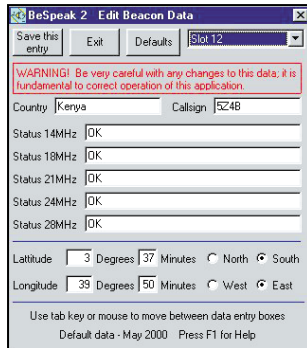 BeSpeak 2 Edit Beacon Data
Save this entry Exit Defaults Slot 12
WARNING! Be very careful with any changes to this data; it is
fundamental to correct operation of this application.
Country Kenya Callsign 5Z4B
Status 14MHz OK
Status 18MHz OK
Status 21MHz OK
Status 24MHz OK
Status 28MHz OK
Lattitude 3 Degrees 37 Minutes North South
Longitude 39 Degrees 50 Minutes West East
Use tab key or mouse to move between data entry boxes
Default data - May 2000 Press F1 for Help